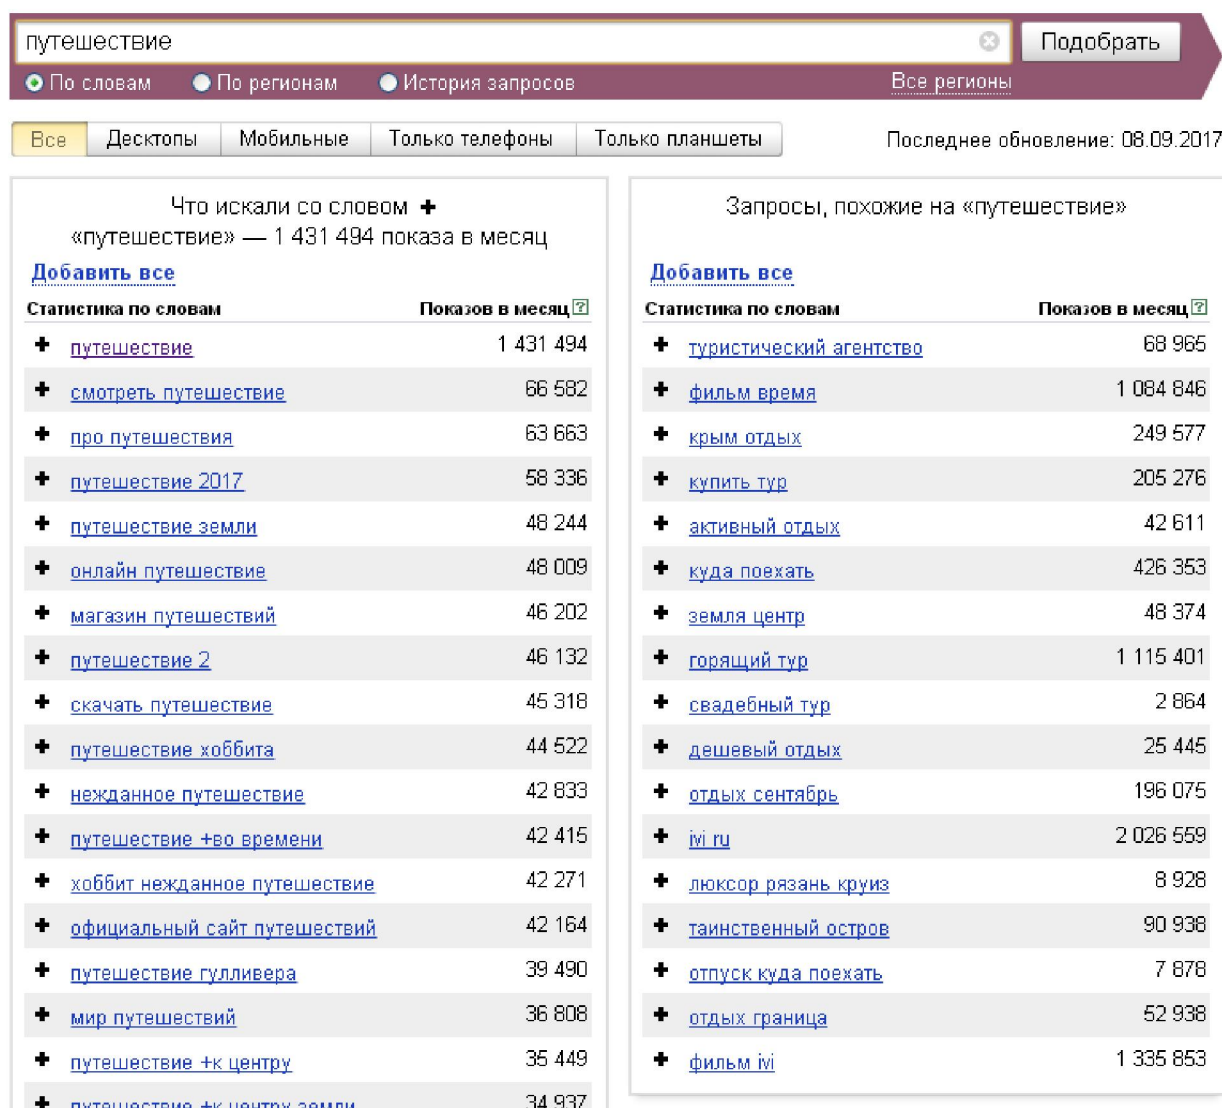 путешествие
Подобрать
По словам По регионам История запросов Все регионы
Все Десктопы Мобильные Только телефоны Только планшеты Последнее обновление: 08.09.2017
Что искали со словом +
«путешествие» — 1 431 494 показа в месяц
Добавить все
Статистика по словам Показов в месяц ?
+ путешествие 1 431 494
+ смотреть путешествие 66 582
+ про путешествия 63 663
+ путешествие 2017 58 336
+ путешествие земли 48 244
+ онлайн путешествие 48 009
+ магазин путешествий 46 202
+ путешествие 2 46 132
+ скачать путешествие 45 318
+ путешествие хоббита 44 522
+ нежданное путешествие 42 833
+ путешествие +во времени 42 415
+ хоббит нежданное путешествие 42 271
+ официальный сайт путешествий 42 164
+ путешествие гулливера 39 490
+ мир путешествий 36 808
+ путешествие +к центру 35 449
+ путешествие +к центру земли 34 937
Запросы, похожие на «путешествие»
Добавить все
Статистика по словам Показов в месяц ?
+ туристический агентство 68 965
+ фильм время 1 084 846
+ крым отдых 249 577
+ купить тур 205 276
+ активный отдых 42 611
+ куда поехать 426 353
+ земля центр 48 374
+ горящий тур 1 115 401
+ свадебный тур 2 864
+ дешевый отдых 25 445
+ отдых сентябрь 196 075
+ ivi ru 2 026 559
+ люксор рязань круиз 8 928
+ таинственный остров 90 938
+ отпуск куда поехать 7 878
+ отдых граница 52 938
+ фильм ivi 1 335 853